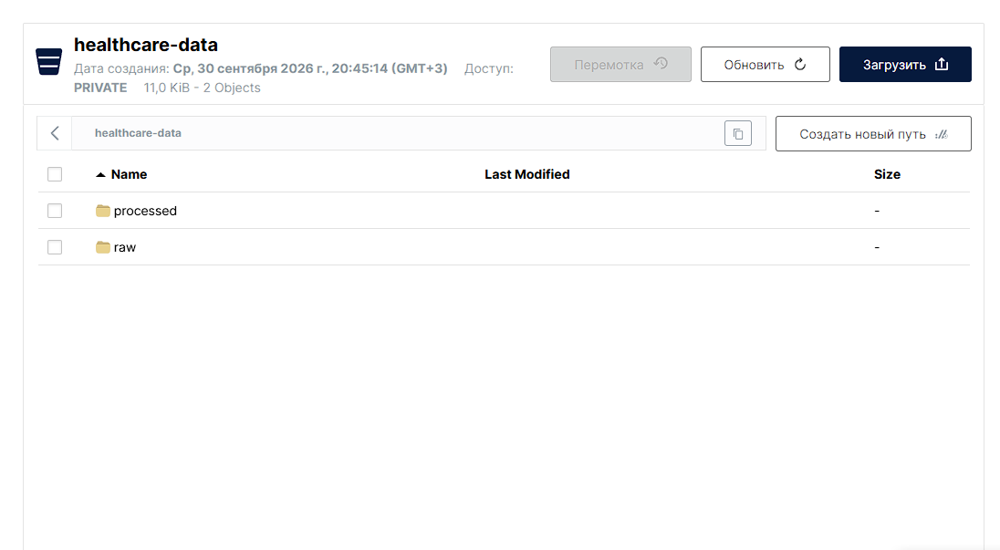 healthcare-data
Дата создания: Ср, 30 сентября 2026 г., 20:45:14 (GMT+3) Доступ:
PRIVATE 11,0 KiB - 2 Objects
Перемотка
Обновить
Загрузить
healthcare-data
Создать новый путь
Name Last Modified Size
processed -
raw -